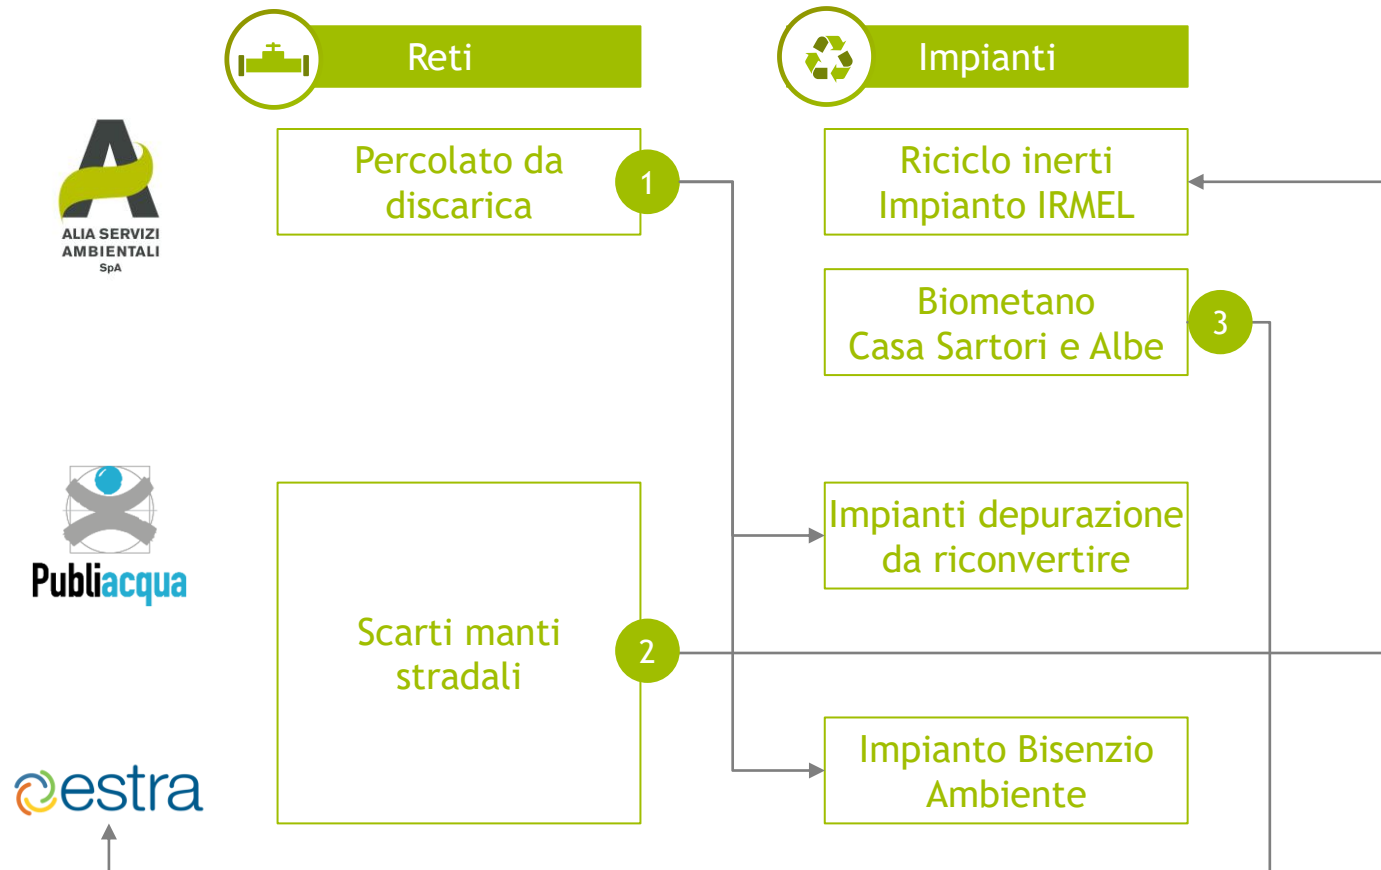 Reti
Impianti
ALIA SERVIZI
AMBIENTALI
SpA
Percolato da
discarica
1
Riciclo inerti
Impianto IRMEL
Biometano
Casa Sartori e Albe
3
Publiacqua
Scarti manti
stradali
2
Impianti depurazione
da riconvertire
estra
Impianto Bisenzio
Ambiente